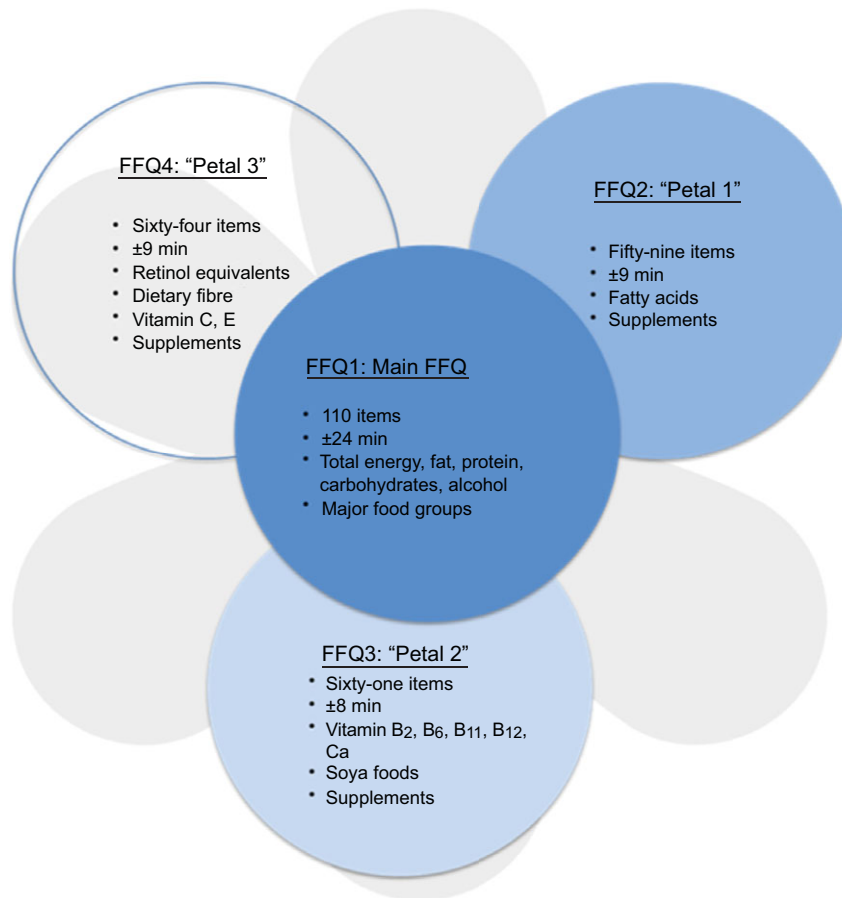 FFQ4: “Petal 3”
• Sixty-four items
• ±9 min
• Retinol equivalents
• Dietary fibre
• Vitamin C, E
• Supplements
FFQ2: “Petal 1”
• Fifty-nine items
• ±9 min
• Fatty acids
• Supplements
FFQ1: Main FFQ
• 110 items
• ±24 min
• Total energy, fat, protein,
carbohydrates, alcohol
• Major food groups
FFQ3: “Petal 2”
• Sixty-one items
• ±8 min
• Vitamin B2, B6, B11, B12,
Ca
• Soya foods
• Supplements